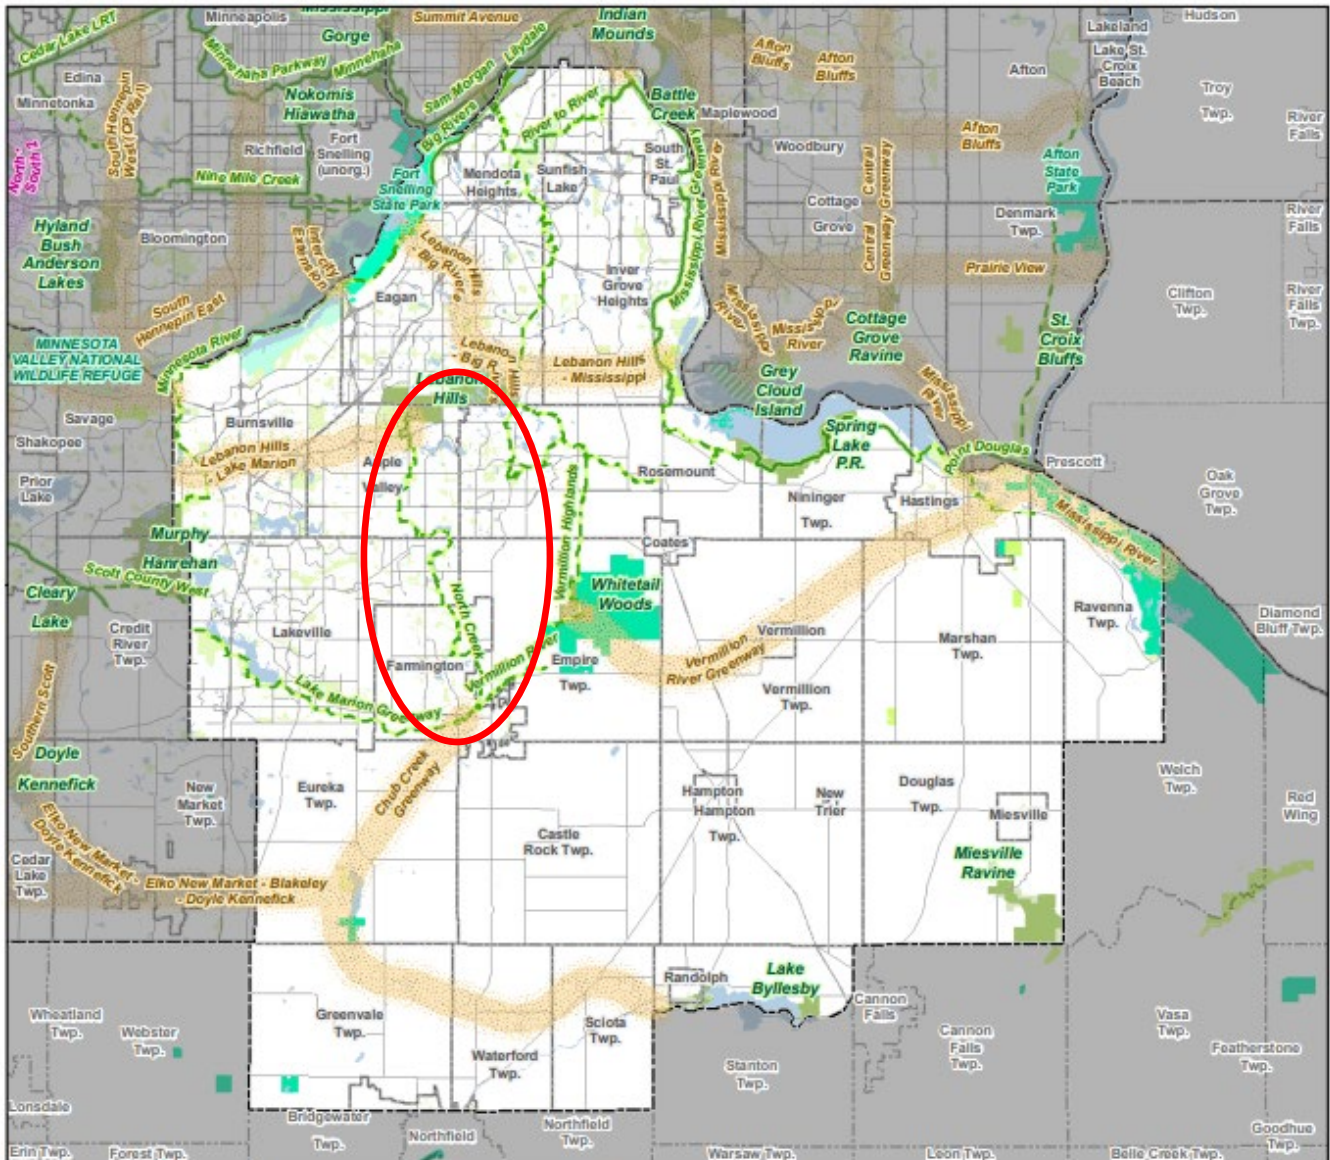 Cedar Lake LRT
Minneapolis
Mississippi
Gorge
Summit Avenue
Indian
Mounds
Lakeland
Lake St.
Croix
Beach
Hudson
Edina
Minnetonka
South Hennepin
West (CP Rail)
Minnehaha Parkway
Minnehaha
Nokomis
Hiawatha
Sam Morgan
Lilydale
Big Rivers
River to River
Battle
Creek
Maplewood
Afton
Bluffs
Afton
Bluffs
Afton
Troy
Twp.
River
Falls
North -
South 1
Richfield
Fort
Snelling
(unorg.)
Nine Mile Creek
Fort
Snelling
State Park
Mendota
Heights
Sunfish
Lake
South
St.
Paul
Woodbury
Afton
Bluffs
Afton
State
Park
Hyland
Bush
Anderson
Lakes
Bloomington
Intercity
Extension
Lebanon Hills
Big Rivers
Inver
Grove
Heights
Mississippi River Greenway
Mississippi River
Cottage
Grove
Central
Greenway
Denmark
Twp.
River
Falls
Prairie View
South
Hennepin East
Eagan
Clifton
Twp.
River
Falls
Twp.
MINNESOTA
VALLEY NATIONAL
WILDLIFE REFUGE
Minnesota River
Lebanon Hills
- Mississippi
Mississippi
River
Mississippi
River
Cottage
Grove
Ravine
St.
Croix
Bluffs
Lebanon
Hills
Grey
Cloud
Island
Mississippi
River
Savage
Shakopee
Burnsville
Lebanon Hills
- Lake Marion
Apple
Valley
Rosemount
Spring
Lake
P.R.
Point Douglas
Prescott
Prior
Lake
Nininger
Twp.
Hastings
Oak
Grove
Twp.
Murphy
Hanrehan
Vermillion Highlands
Coates
Mississippi River
Scott County West
Cleary
Lake
Credit
River
Twp.
Lakeville
North Creek
Whitetail
Woods
Ravenna
Twp.
Diamond
Bluff Twp.
Farmington
Vermillion River
Empire
Twp.
Vermillion
River Greenway
Vermillion
Marshan
Twp.
Lake Marion Greenway
Vermillion
Twp.
Southern Scott
Doyle
Kennefick
New
Market
Twp.
Eureka
Twp.
Chub Creek
Greenway
Hampton
Hampton
Twp.
New
Trier
Douglas
Twp.
Miesville
Welch
Twp.
Red
Wing
Elko New Market -
Doyle Kennefick
Castle
Rock Twp.
Miesville
Ravine
Cedar
Lake
Twp.
Elko New Market - Blakeley
- Doyle Kennefick
Randolph
Lake
Byllesby
Cannon
Falls
Wheatland
Twp.
Webster
Twp.
Greenvale
Twp.
Sciota
Twp.
Cannon
Falls
Twp.
Vasa
Twp.
Featherstone
Twp.
Waterford
Twp.
Stanton
Twp.
Lonsdale
Bridgewater
Twp.
Northfield
Northfield
Twp.
Goodhue
Twp.
Erin Twp.
Forest Twp.
Warsaw Twp.
Leon Twp.
Belle Creek Twp.